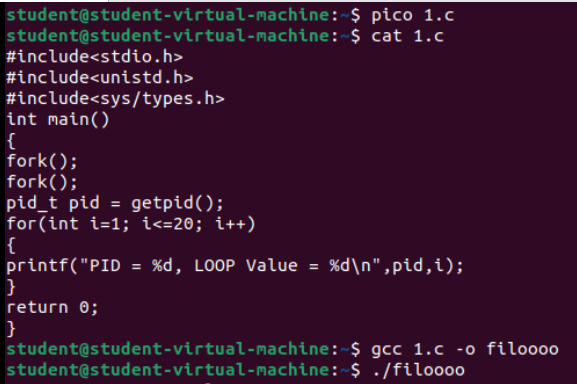 student@student-virtual-machine:~$ pico 1.c
student@student-virtual-machine:~$ cat 1.c
#include<stdio.h>
#include<unistd.h>
#include<sys/types.h>
int main()
{
fork();
fork();
pid_t pid = getpid();
for(int i=1; i<=20; i++)
{
printf("PID = %d, LOOP Value = %d\n",pid,i);
}
return 0;
}
student@student-virtual-machine:~$ gcc 1.c -o filoooo
student@student-virtual-machine:~$ ./filoooo